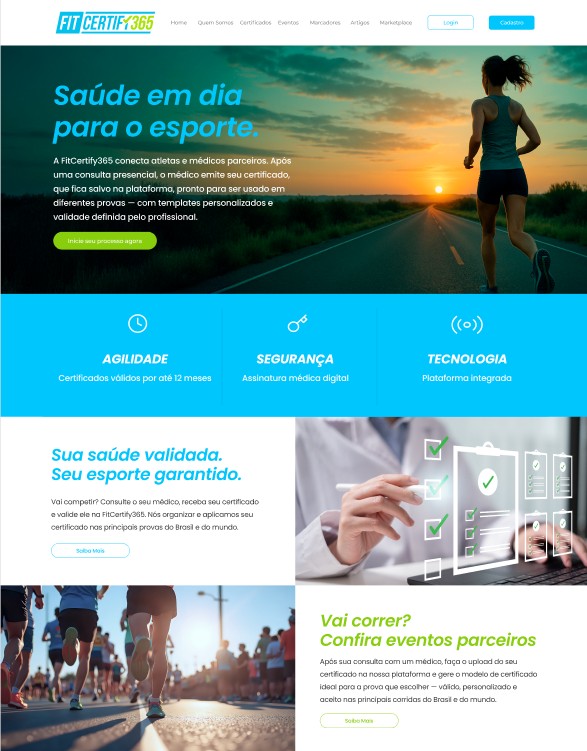 FITCERTIFY365
Home Quem Somos Certificados Eventos Marcadores Artigos Marketplace Login Cadastro
Saúde em dia
para o esporte.
A FitCertify365 conecta atletas e médicos parceiros. Após
uma consulta presencial, o médico emite seu certificado,
que fica salvo na plataforma, pronto para ser usado em
diferentes provas — com templates personalizados e
validade definida pelo profissional.
Inicie seu processo agora
AGILIDADE
Certificados válidos por até 12 meses
SEGURANÇA
Assinatura médica digital
TECNOLOGIA
Plataforma integrada
Sua saúde validada.
Seu esporte garantido.
Vai competir? Consulte o seu médico, receba seu certificado
e valide ele na FitCertify365. Nós organizar e aplicamos seu
certificado nas principais provas do Brasil e do mundo.
Saiba Mais
Vai correr?
Confira eventos parceiros
Após sua consulta com um médico, faça o upload do seu
certificado na nossa plataforma e gere o modelo de certificado
ideal para a prova que escolher — válido, personalizado e
aceito nas principais corridas do Brasil e do mundo.
Saiba Mais